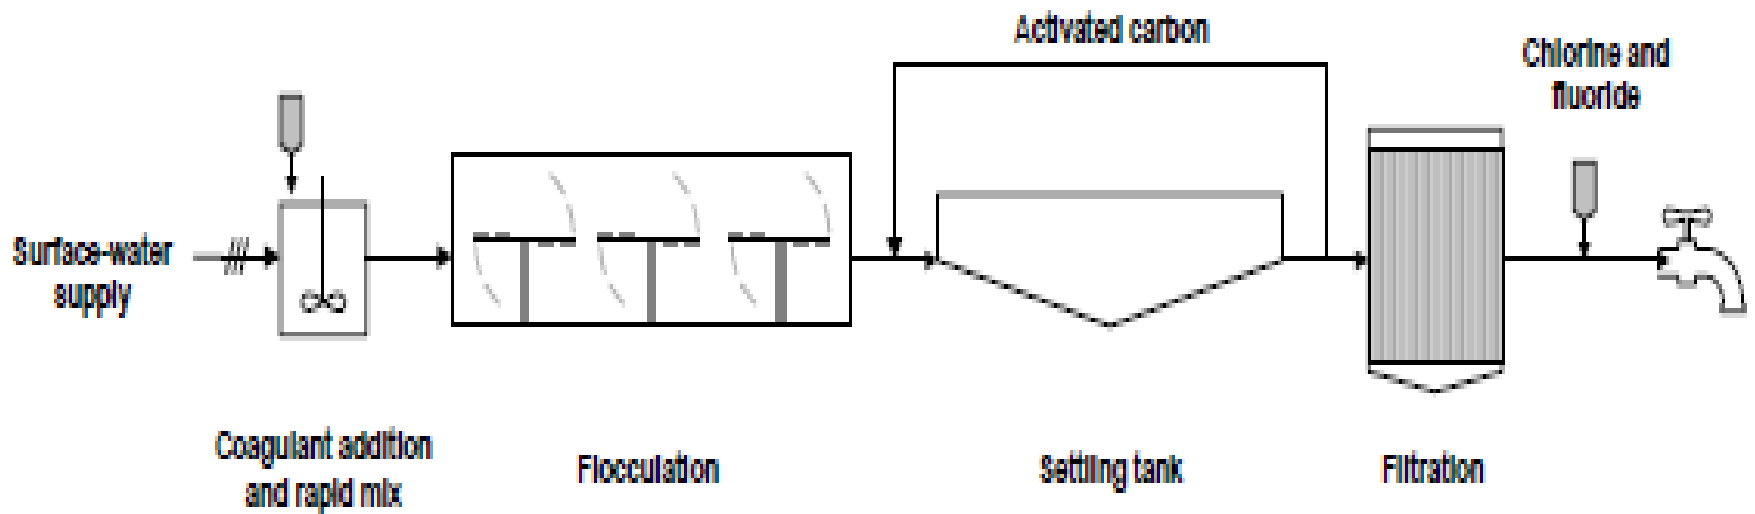 Activated carbon
Chlorine and
fluoride
Surface-water
supply
Coagulant addition
and rapid mix
Flocculation
Settling tank
Filtration